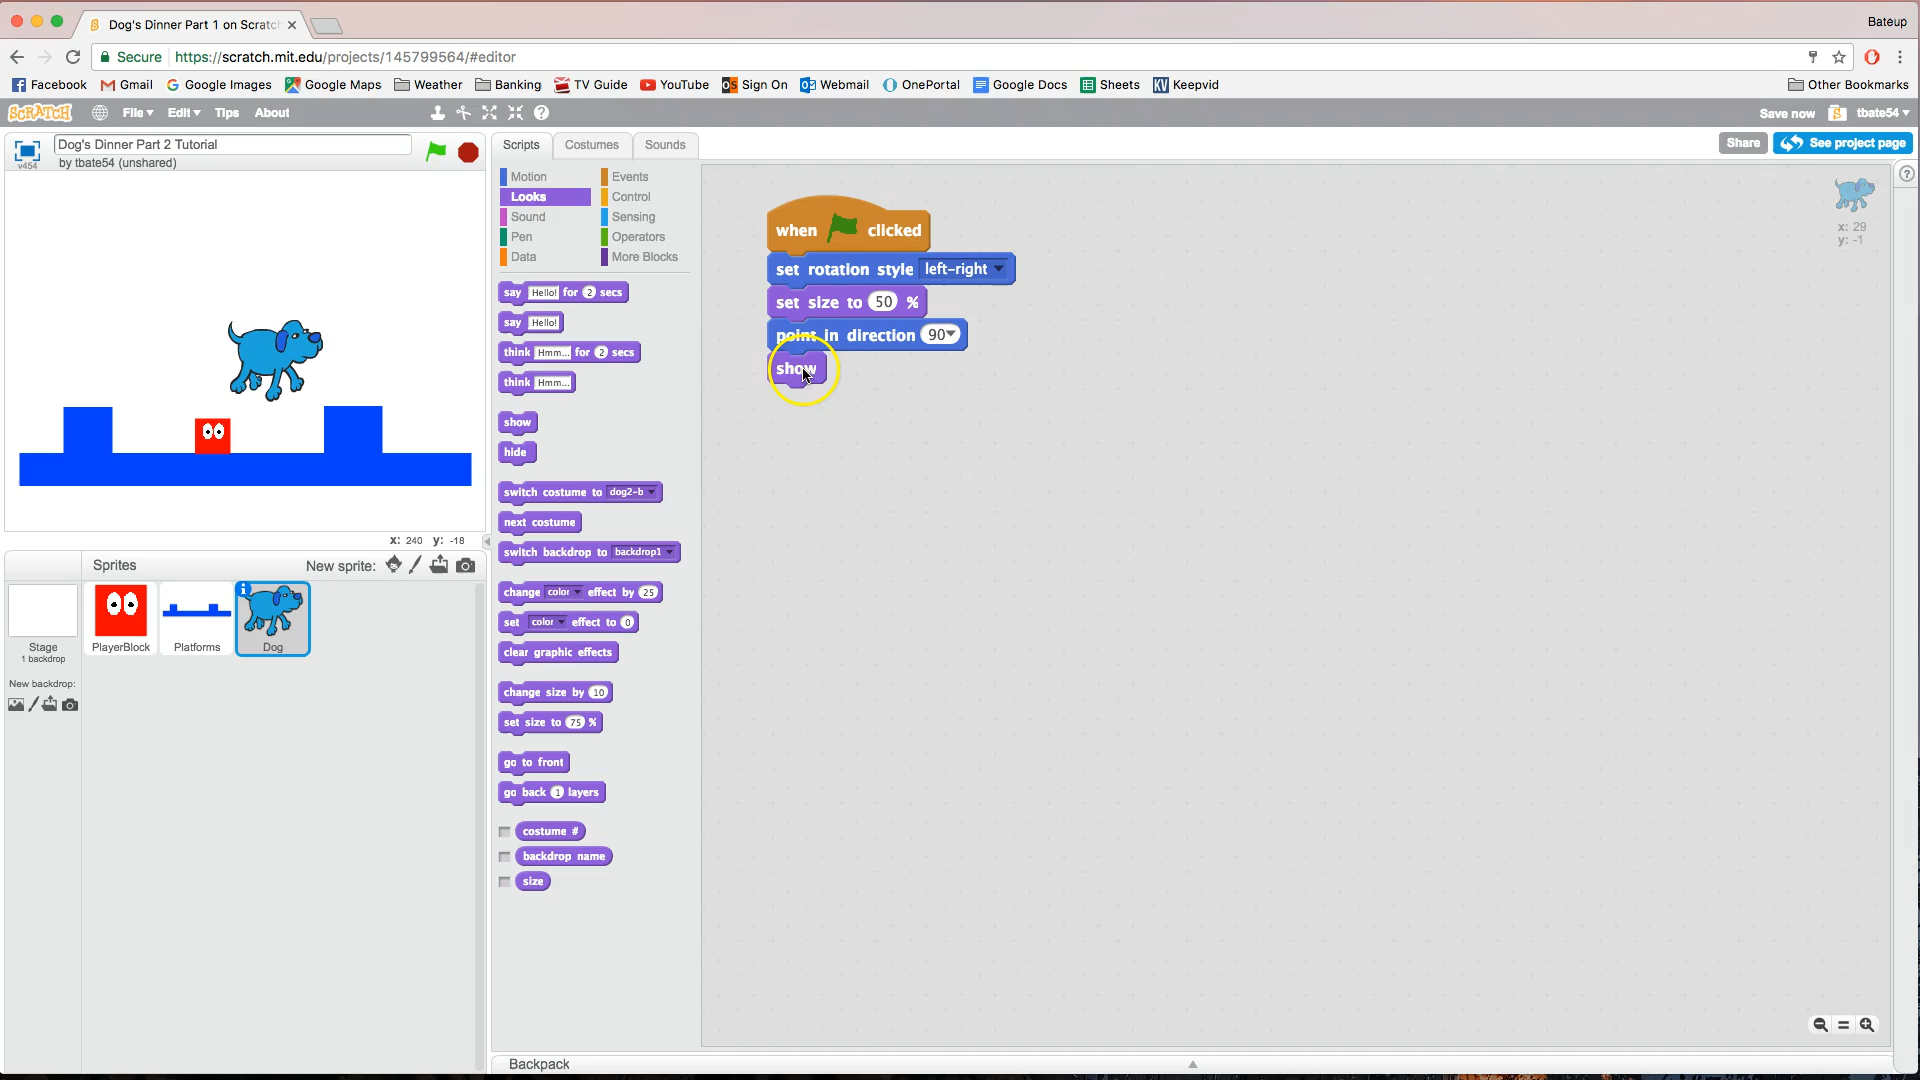 Dog's Dinner Part 1 on Scratch
Bateup
Secure https://scratch.mit.edu/projects/145799564/#editor
Facebook Gmail Google Images Google Maps Weather Banking TV Guide YouTube Sign On Webmail OnePortal Google Docs Sheets KV Keepvid Other Bookmarks
SCRATCH File Edit Tips About Save now tbate54
v454
Dog's Dinner Part 2 Tutorial
by tbate54 (unshared)
Scripts Costumes Sounds
Share See project page
Motion Events
Looks Control
Sound Sensing
Pen Operators
Data More Blocks
say Hello! for 2 secs
say Hello!
think Hmm... for 2 secs
think Hmm...
show
hide
switch costume to dog2-b
next costume
switch backdrop to backdrop1
change color effect by 25
set color effect to 0
clear graphic effects
change size by 10
set size to 75 %
go to front
go back 1 layers
costume #
backdrop name
size
when clicked
set rotation style left-right
set size to 50 %
point in direction 90
show
x: 29
y: -1
x: 240 y: -18
Sprites New sprite:
Stage
1 backdrop
New backdrop:
PlayerBlock
Platforms
Dog
Backpack